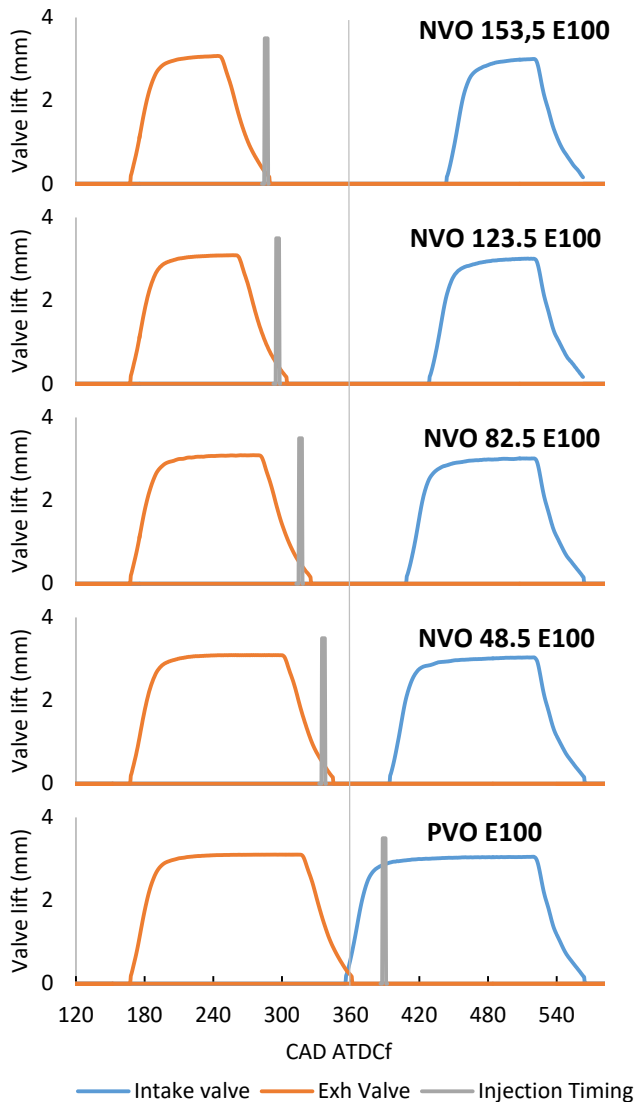 NVO 153,5 E100
Valve lift (mm)
4
2
0
NVO 123.5 E100
Valve lift (mm)
4
2
0
NVO 82.5 E100
Valve lift (mm)
4
2
0
NVO 48.5 E100
Valve lift (mm)
4
2
0
PVO E100
Valve lift (mm)
4
2
0
120 180 240 300 360 420 480 540
CAD ATDCf
Intake valve Exh Valve Injection Timing